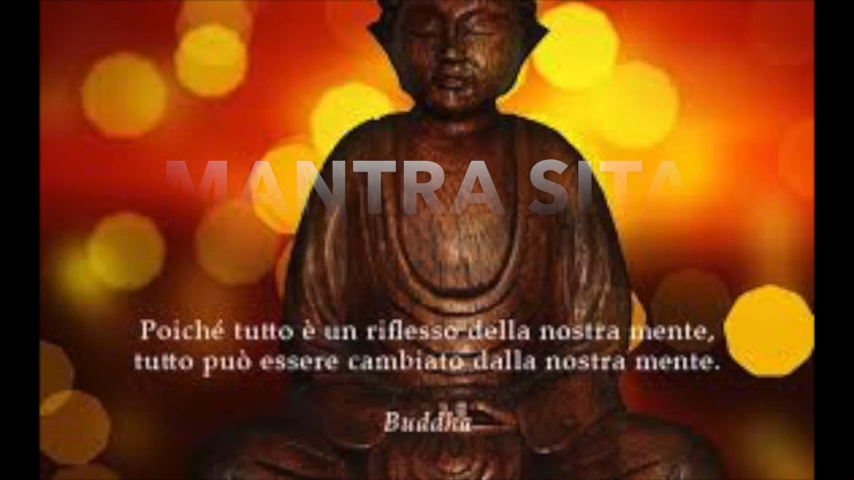 MANTRA SITA
Poiché tutto è un riflesso della nostra mente,
tutto può essere cambiato dalla nostra mente.
Buddha